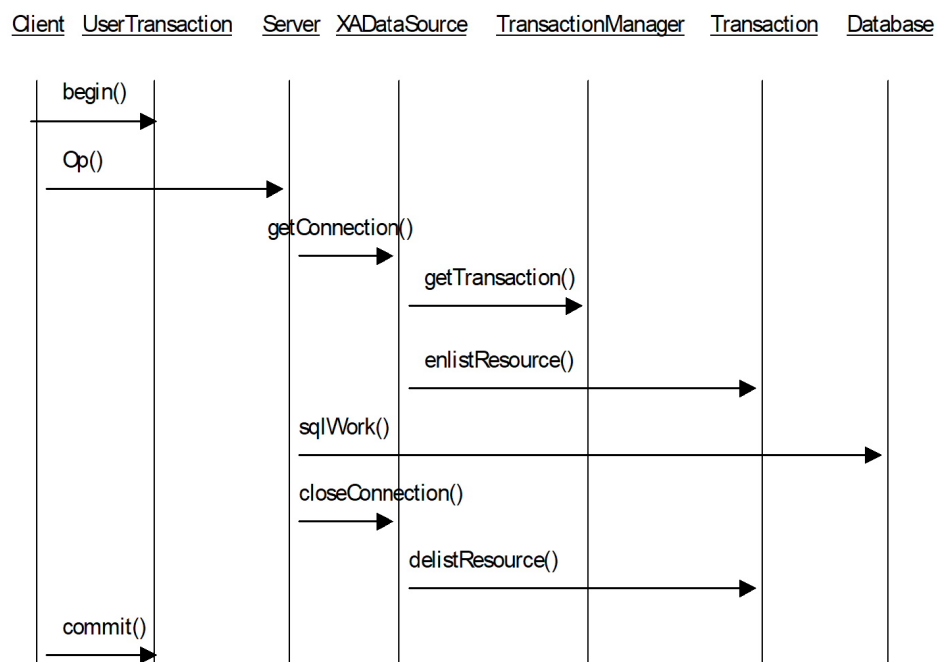 Client UserTransaction Server XADataSource TransactionManager Transaction Database
begin()
Op()
getConnection()
getTransaction()
enlistResource()
sqlWork()
closeConnection()
delistResource()
commit()